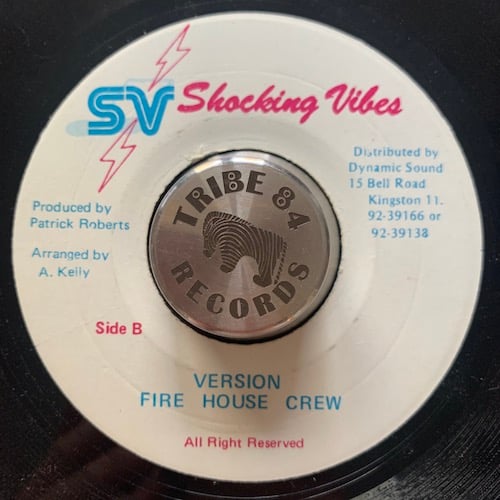 SV Shocking Vibes
Distributed by
Dynamic Sound
15 Bell Road
Kingston 11.
92-39166 or
92-39138
Produced by
Patrick Roberts
Arranged by
A. Kelly
TRIBE 84
RECORDS
Side B
VERSION
FIRE HOUSE CREW
All Right Reserved